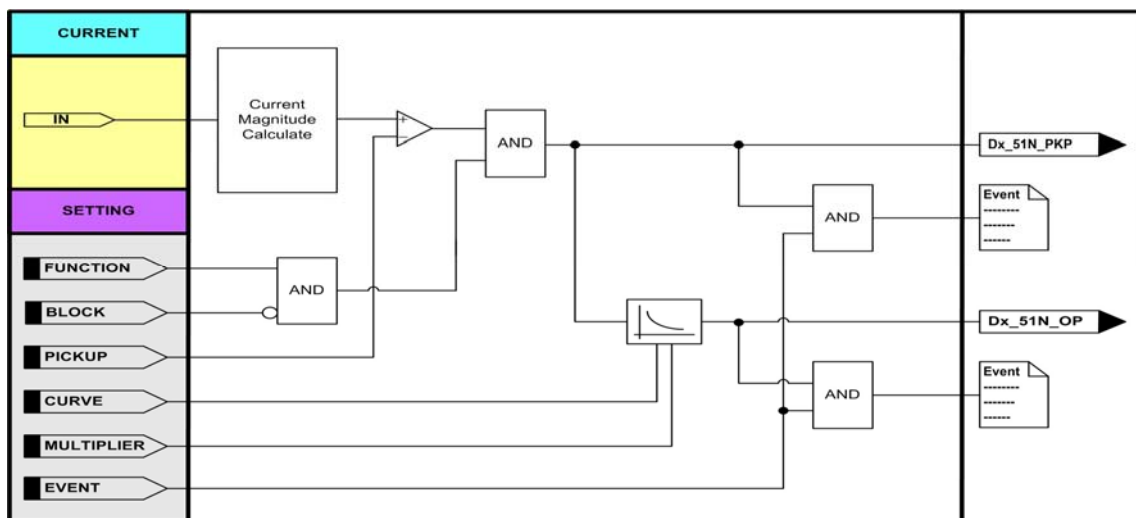 CURRENT
IN
Current
Magnitude
Calculate
+
−
AND
Dx_51N_PKP
SETTING
Event
--------
-------
------
AND
FUNCTION
AND
BLOCK
Dx_51N_OP
PICKUP
Event
--------
-------
------
AND
CURVE
MULTIPLIER
EVENT